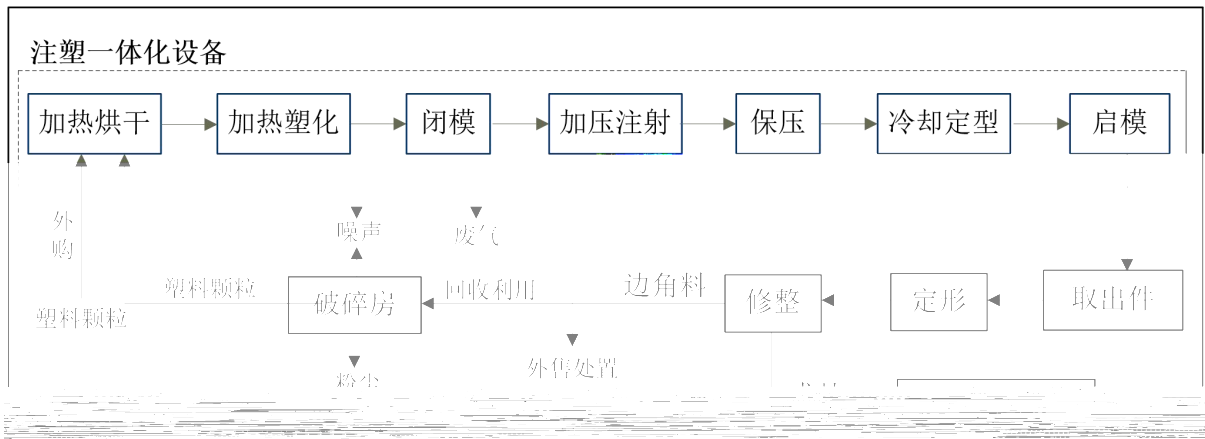 注塑一体化设备
加热烘干 加热塑化 闭模 加压注射 保压 冷却定型 启模
外购
噪声 废气
塑料颗粒 破碎房 回收利用 边角料 修整 定形 取出件
塑料颗粒
外售处置
粉尘